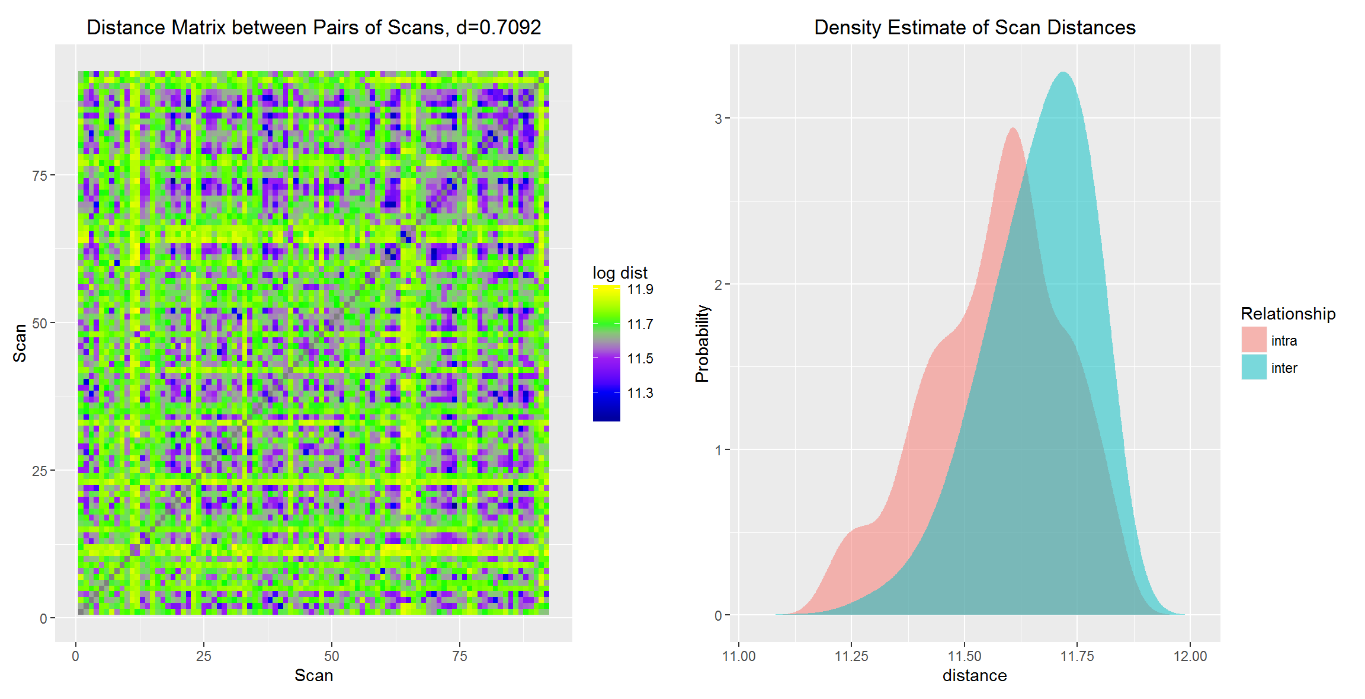 Distance Matrix between Pairs of Scans, d=0.7092
Scan
75
50
25
0
0
25
50
75
Scan
log dist
11.9
11.7
11.5
11.3
Density Estimate of Scan Distances
Probability
3
2
1
0
11.00
11.25
11.50
11.75
12.00
distance
Relationship
intra
inter